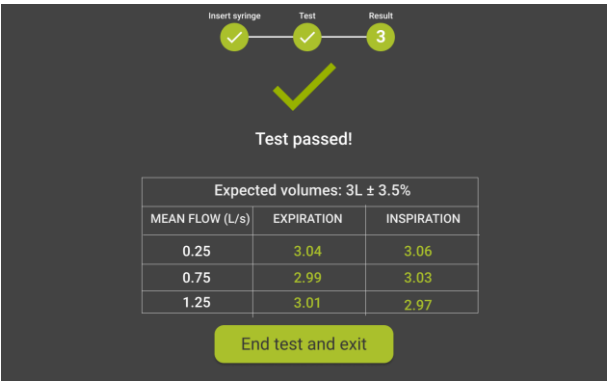 Insert syringe Test Result
3
Test passed!
Expected volumes: 3L ± 3.5%
MEAN FLOW (L/s) EXPIRATION INSPIRATION
0.25 3.04 3.06
0.75 2.99 3.03
1.25 3.01 2.97
End test and exit